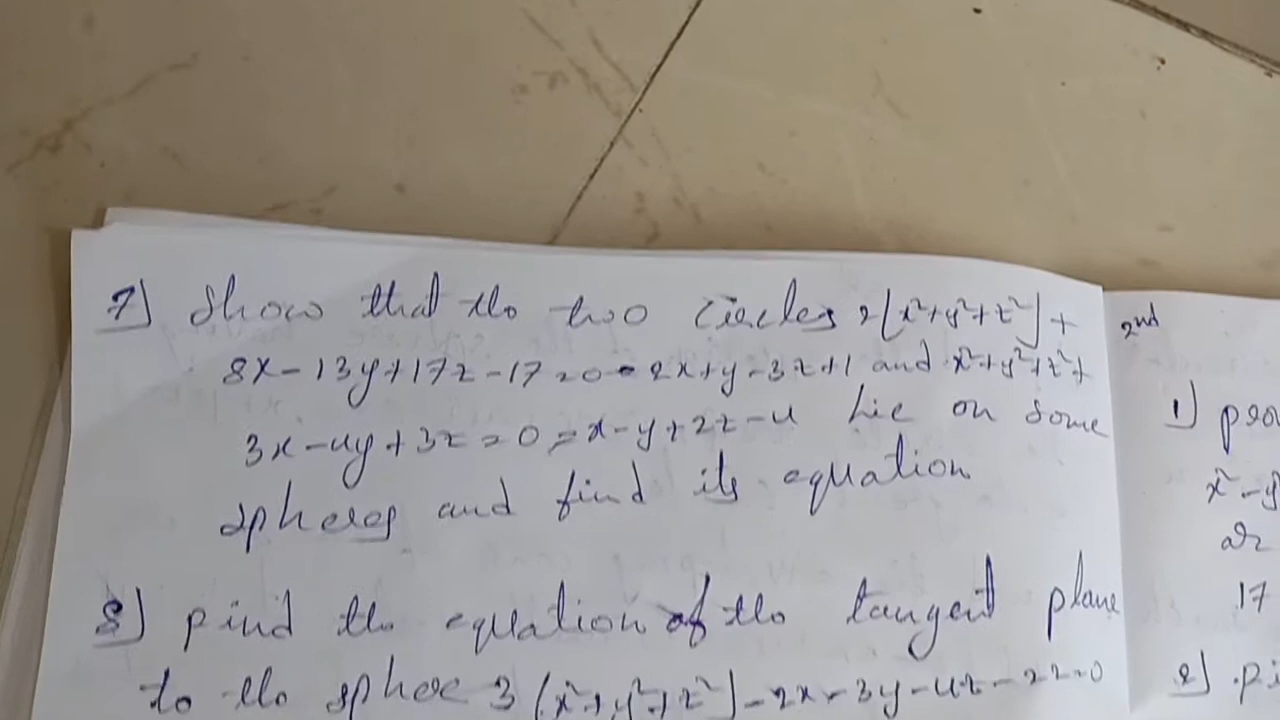 7] Show that the two circles 2[x²+y²+z²]+
8x-13y+17z-17=0=2x+y-3z+1 and x²+y²+z²+
3x-4y+3z=0=x-y+2z-4 lie on some
spheres and find its equation
8] find the equation of the tangent plane
to the sphere 3(x²+y²+z²)-2x-3y-4z-22=0
2nd
1]
x²-y
or
17
2]